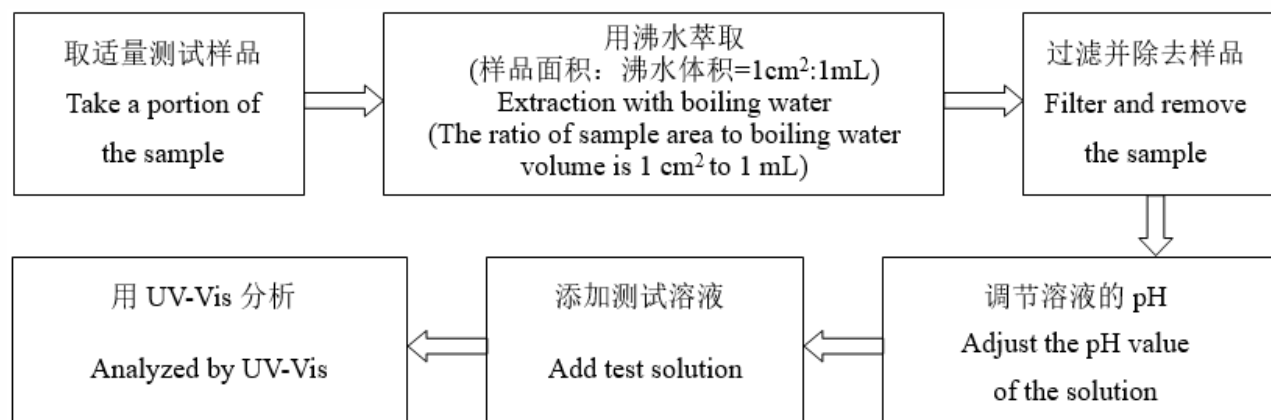 取适量测试样品
Take a portion of
the sample
用沸水萃取
(样品面积：沸水体积=1cm²:1mL)
Extraction with boiling water
(The ratio of sample area to boiling water
volume is 1 cm² to 1 mL)
过滤并除去样品
Filter and remove
the sample
调节溶液的 pH
Adjust the pH value
of the solution
添加测试溶液
Add test solution
用 UV-Vis 分析
Analyzed by UV-Vis